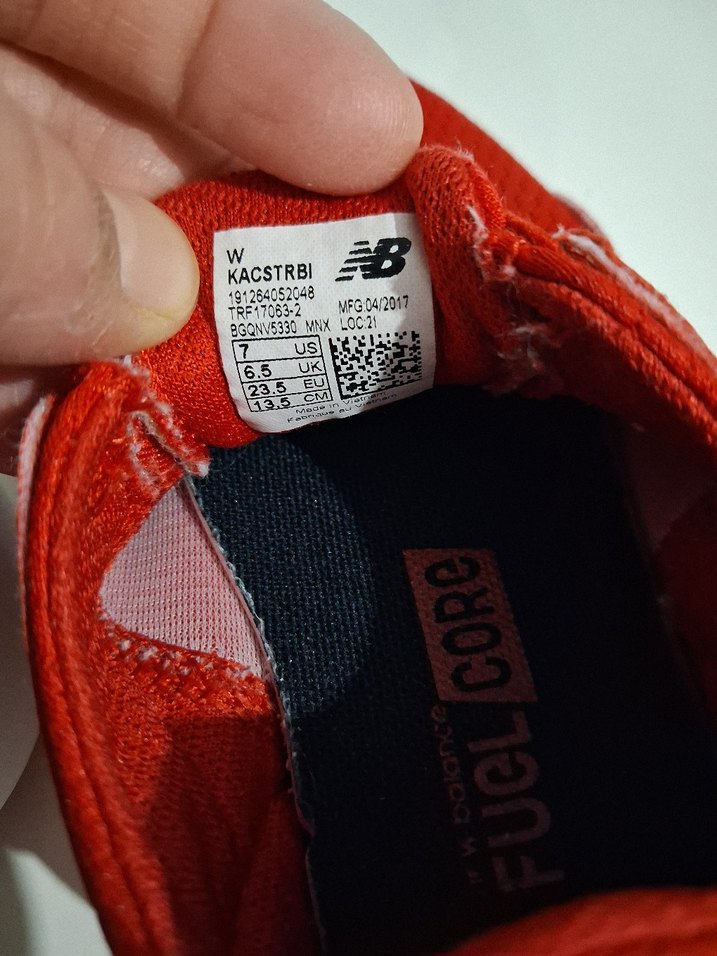 W
KACSTRBI
NB
191264052048
TRF17063-2 MFG:04/2017
BGQNV5330 MNX LOC:21
7 US
6.5 UK
23.5 EU
13.5 CM
Made in Vietnam
Fabriqué au Vietnam
balance
FUEL CORE